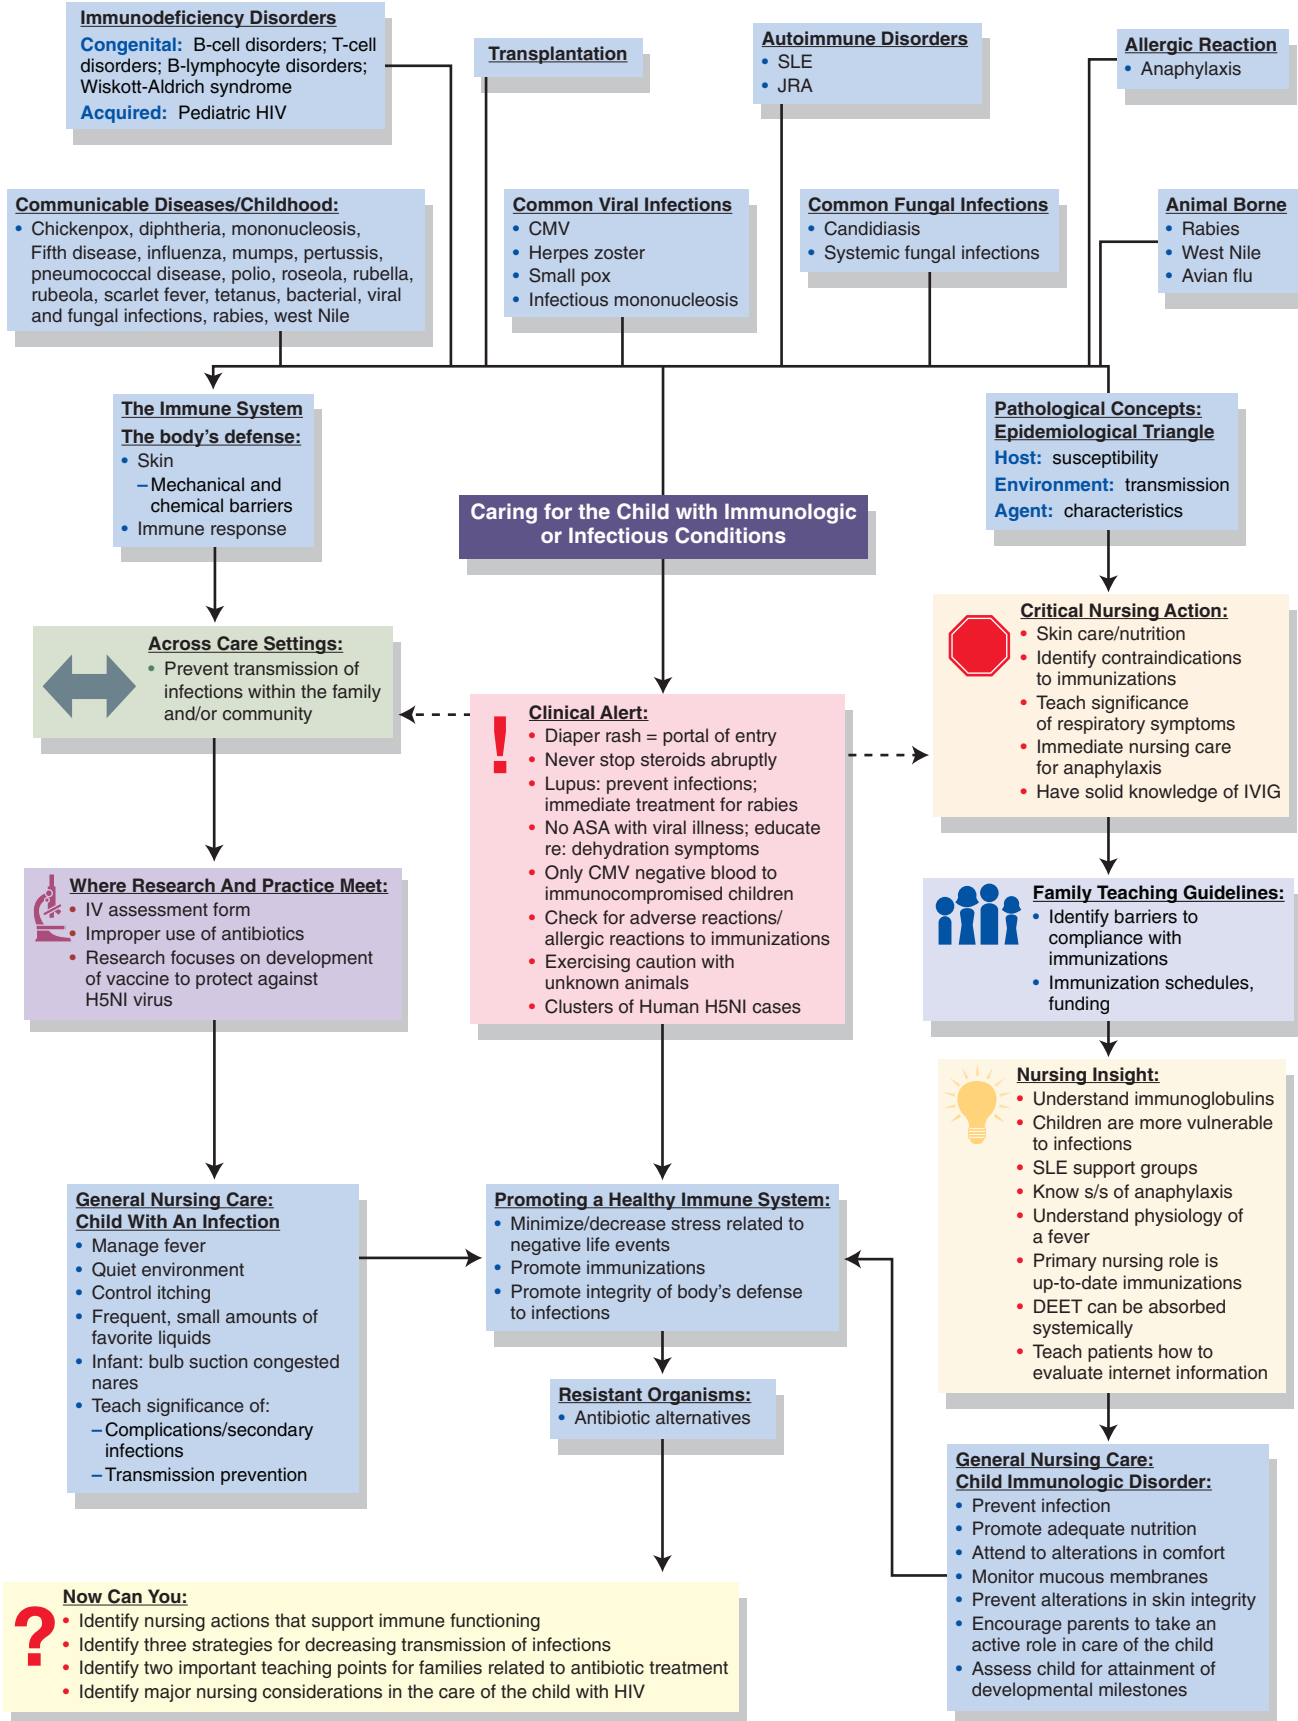 Immunodeficiency Disorders
Congenital: B-cell disorders; T-cell
disorders; B-lymphocyte disorders;
Wiskott-Aldrich syndrome
Acquired: Pediatric HIV
Transplantation
Autoimmune Disorders
• SLE
• JRA
Allergic Reaction
• Anaphylaxis
Communicable Diseases/Childhood:
• Chickenpox, diphtheria, mononucleosis,
Fifth disease, influenza, mumps, pertussis,
pneumococcal disease, polio, roseola, rubella,
rubeola, scarlet fever, tetanus, bacterial, viral
and fungal infections, rabies, west Nile
Common Viral Infections
• CMV
• Herpes zoster
• Small pox
• Infectious mononucleosis
Common Fungal Infections
• Candidiasis
• Systemic fungal infections
Animal Borne
• Rabies
• West Nile
• Avian flu
The Immune System
The body's defense:
• Skin
– Mechanical and
chemical barriers
• Immune response
Caring for the Child with Immunologic
or Infectious Conditions
Pathological Concepts:
Epidemiological Triangle
Host: susceptibility
Environment: transmission
Agent: characteristics
Across Care Settings:
• Prevent transmission of
infections within the family
and/or community
!
Clinical Alert:
• Diaper rash = portal of entry
• Never stop steroids abruptly
• Lupus: prevent infections;
immediate treatment for rabies
• No ASA with viral illness; educate
re: dehydration symptoms
• Only CMV negative blood to
immunocompromised children
• Check for adverse reactions/
allergic reactions to immunizations
• Exercising caution with
unknown animals
• Clusters of Human H5NI cases
Critical Nursing Action:
• Skin care/nutrition
• Identify contraindications
to immunizations
• Teach significance
of respiratory symptoms
• Immediate nursing care
for anaphylaxis
• Have solid knowledge of IVIG
Where Research And Practice Meet:
• IV assessment form
• Improper use of antibiotics
• Research focuses on development
of vaccine to protect against
H5NI virus
Family Teaching Guidelines:
• Identify barriers to
compliance with
immunizations
• Immunization schedules,
funding
Nursing Insight:
• Understand immunoglobulins
• Children are more vulnerable
to infections
• SLE support groups
• Know s/s of anaphylaxis
• Understand physiology of
a fever
• Primary nursing role is
up-to-date immunizations
• DEET can be absorbed
systemically
• Teach patients how to
evaluate internet information
General Nursing Care:
Child With An Infection
• Manage fever
• Quiet environment
• Control itching
• Frequent, small amounts of
favorite liquids
• Infant: bulb suction congested
nares
• Teach significance of:
– Complications/secondary
infections
– Transmission prevention
Promoting a Healthy Immune System:
• Minimize/decrease stress related to
negative life events
• Promote immunizations
• Promote integrity of body's defense
to infections
Resistant Organisms:
• Antibiotic alternatives
General Nursing Care:
Child Immunologic Disorder:
• Prevent infection
• Promote adequate nutrition
• Attend to alterations in comfort
• Monitor mucous membranes
• Prevent alterations in skin integrity
• Encourage parents to take an
active role in care of the child
• Assess child for attainment of
developmental milestones
?
Now Can You:
• Identify nursing actions that support immune functioning
• Identify three strategies for decreasing transmission of infections
• Identify two important teaching points for families related to antibiotic treatment
• Identify major nursing considerations in the care of the child with HIV